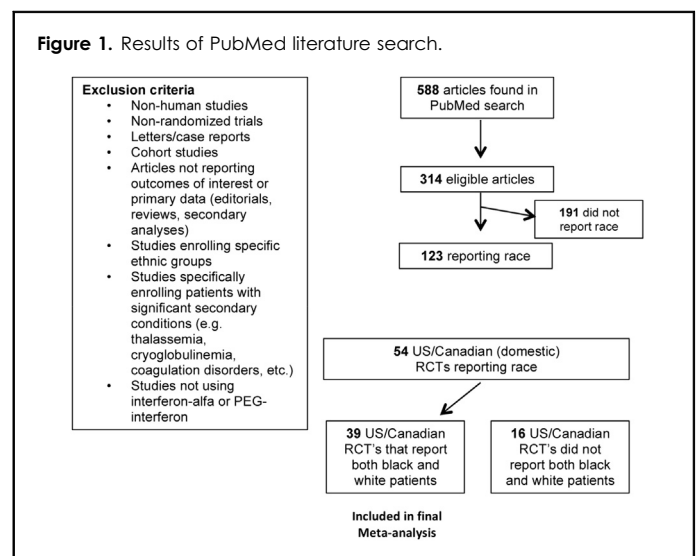 Figure 1. Results of PubMed literature search.
Exclusion criteria
• Non-human studies
• Non-randomized trials
• Letters/case reports
• Cohort studies
• Articles not reporting
outcomes of interest or
primary data (editorials,
reviews, secondary
analyses)
• Studies enrolling specific
ethnic groups
• Studies specifically
enrolling patients with
significant secondary
conditions (e.g.
thalassemia,
cryoglobulinemia,
coagulation disorders, etc.)
• Studies not using
interferon-alfa or PEG-
interferon
588 articles found in
PubMed search
314 eligible articles
191 did not
report race
123 reporting race
54 US/Canadian (domestic)
RCTs reporting race
39 US/Canadian
RCT's that report
both black and
white patients
16 US/Canadian
RCT's did not
report both black
and white patients
Included in final
Meta-analysis